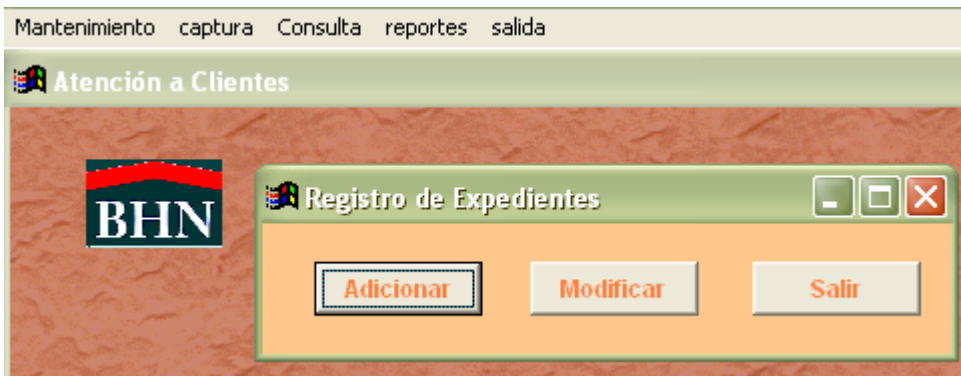 Mantenimiento captura Consulta reportes salida
Atención a Clientes
BHN
Registro de Expedientes
Adicionar Modificar Salir